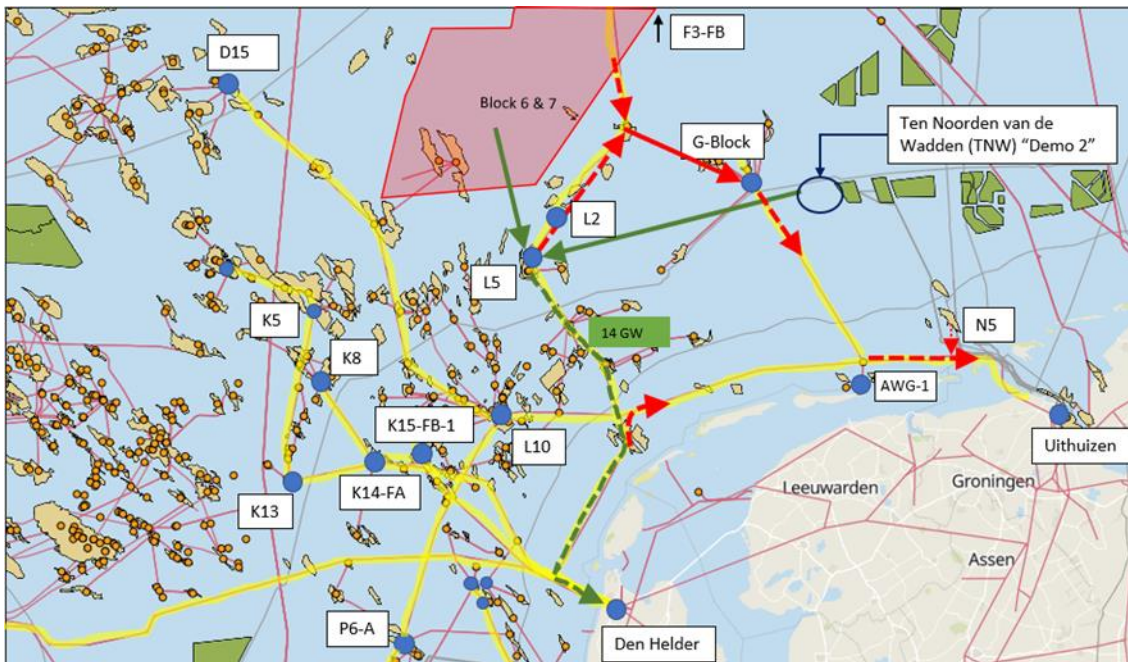 F3-FB
D15
Block 6 & 7
G-Block
Ten Noorden van de
Wadden (TNW) “Demo 2”
L2
L5
K5
14 GW
N5
K8
AWG-1
K15-FB-1
L10
Uithuizen
K14-FA
K13
Leeuwarden
Groningen
Assen
P6-A
Den Helder